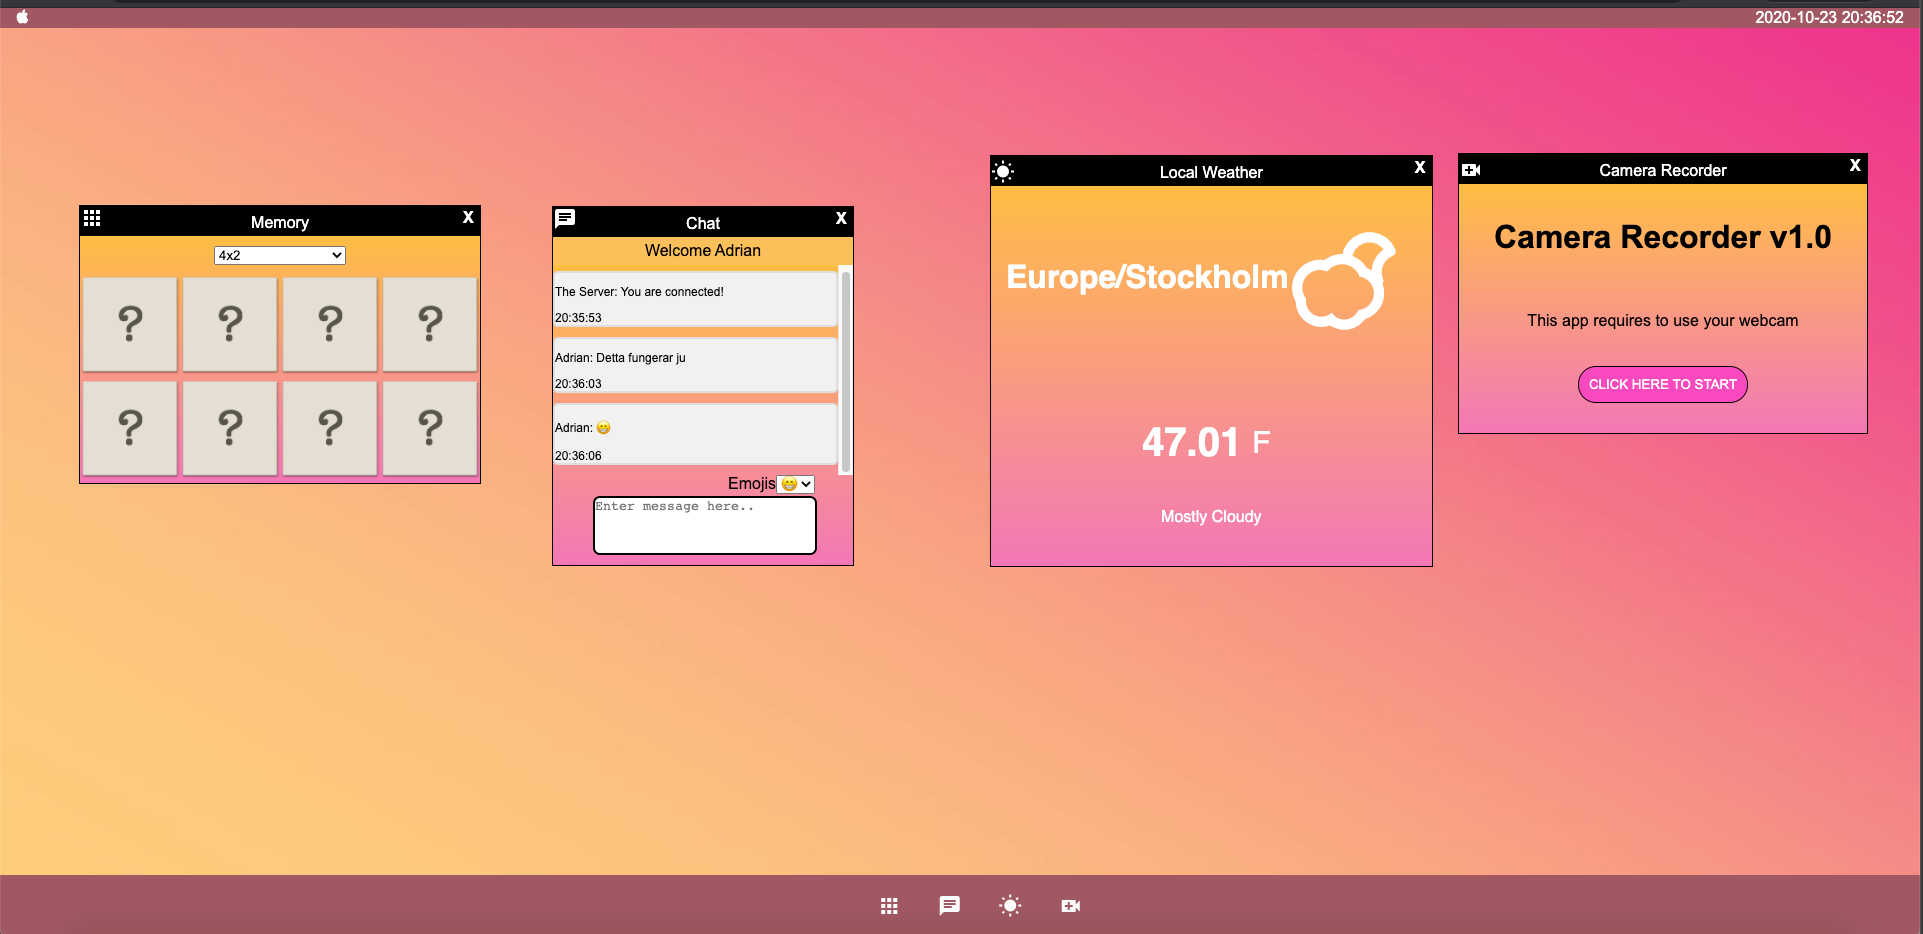 2020-10-23 20:36:52
Memory
X
4x2
?
?
?
?
?
?
?
?
Chat
X
Welcome Adrian
The Server: You are connected!
20:35:53
Adrian: Detta fungerar ju
20:36:03
Adrian: 😁
20:36:06
Emojis 😁
Enter message here..
Local Weather
X
Europe/Stockholm
47.01 F
Mostly Cloudy
Camera Recorder
X
Camera Recorder v1.0
This app requires to use your webcam
CLICK HERE TO START